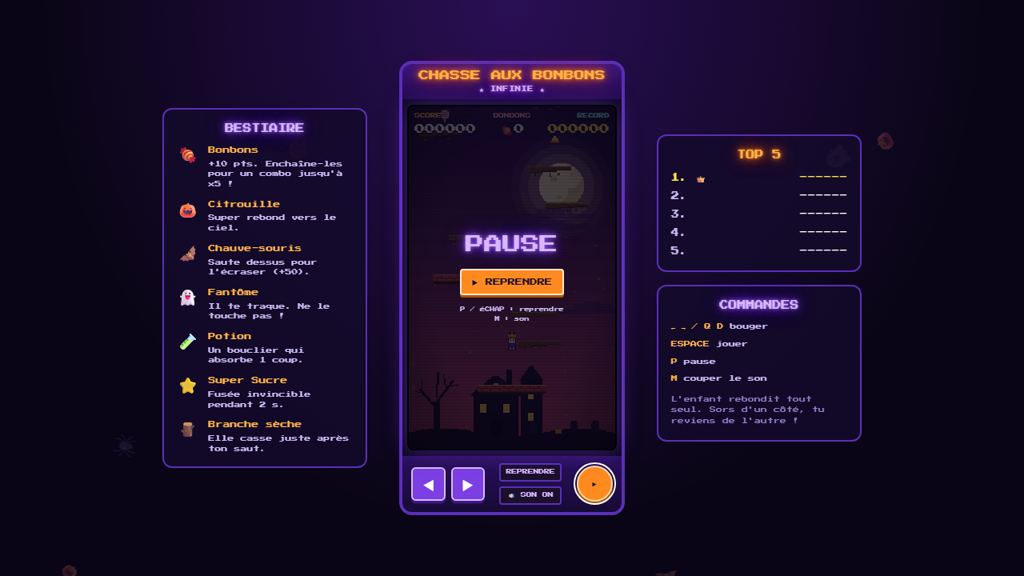 CHASSE AUX BONBONS
INFINIE
BESTIAIRE
Bonbons
+10 pts. Enchaîne-les
pour un combo jusqu'à
x5 !
Citrouille
Super rebond vers le
ciel.
Chauve-souris
Saute dessus pour
l'écraser (+50).
Fantôme
Il te traque. Ne le
touche pas !
Potion
Un bouclier qui
absorbe 1 coup.
Super Sucre
Fusée invincible
pendant 2 s.
Branche sèche
Elle casse juste après
ton saut.
SCORE
BONBONS
RECORD
000000
0
000000
PAUSE
▶ REPRENDRE
P / éCHAP : reprendre
M : son
◀
▶
REPRENDRE
SON ON
▶
TOP 5
1. ------
2. ------
3. ------
4. ------
5. ------
COMMANDES
/ Q D bouger
ESPACE jouer
P pause
M couper le son
L'enfant rebondit tout
seul. Sors d'un côté, tu
reviens de l'autre !